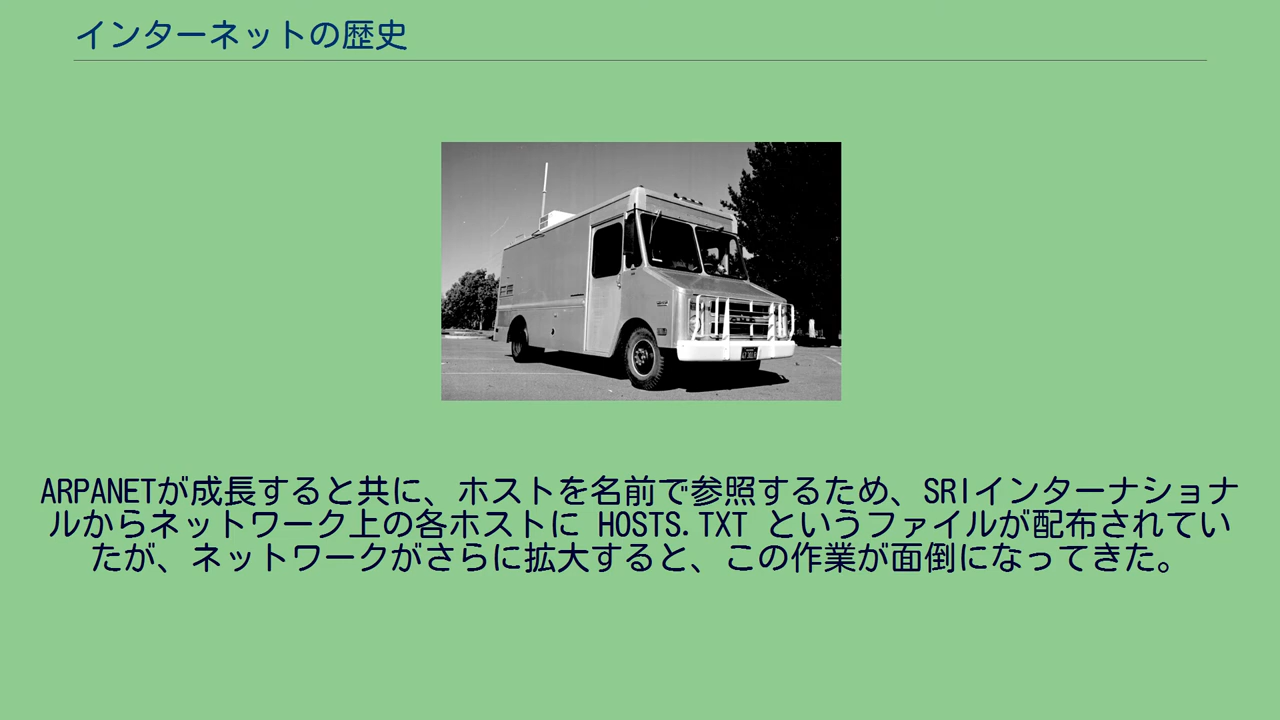 インターネットの歴史
ARPANETが成長すると共に、ホストを名前で参照するため、SRIインターナショナ
ルからネットワーク上の各ホストに HOSTS.TXT というファイルが配布されてい
たが、ネットワークがさらに拡大すると、この作業が面倒になってきた。